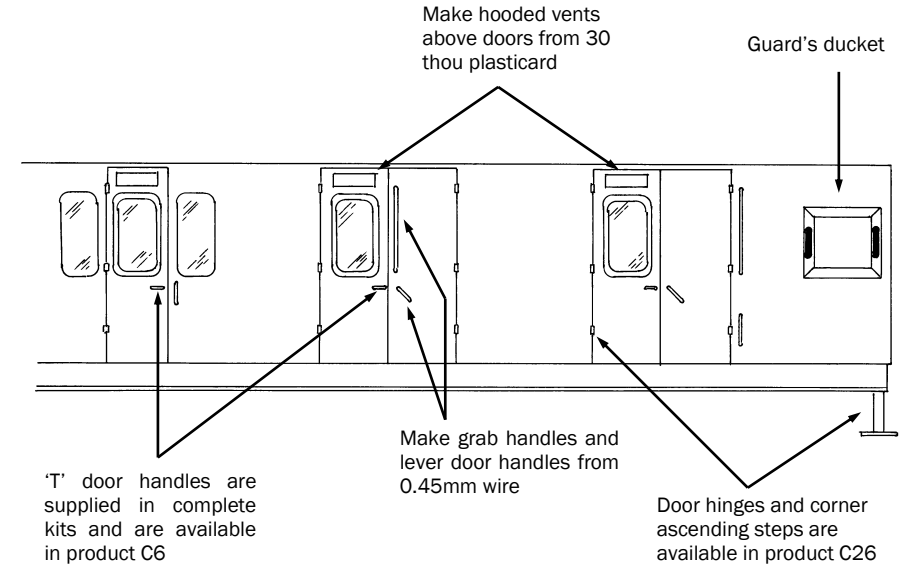 Make hooded vents
above doors from 30
thou plasticard
Guard’s ducket
Make grab handles and
lever door handles from
0.45mm wire
‘T’ door handles are
supplied in complete
kits and are available
in product C6
Door hinges and corner
ascending steps are
available in product C26